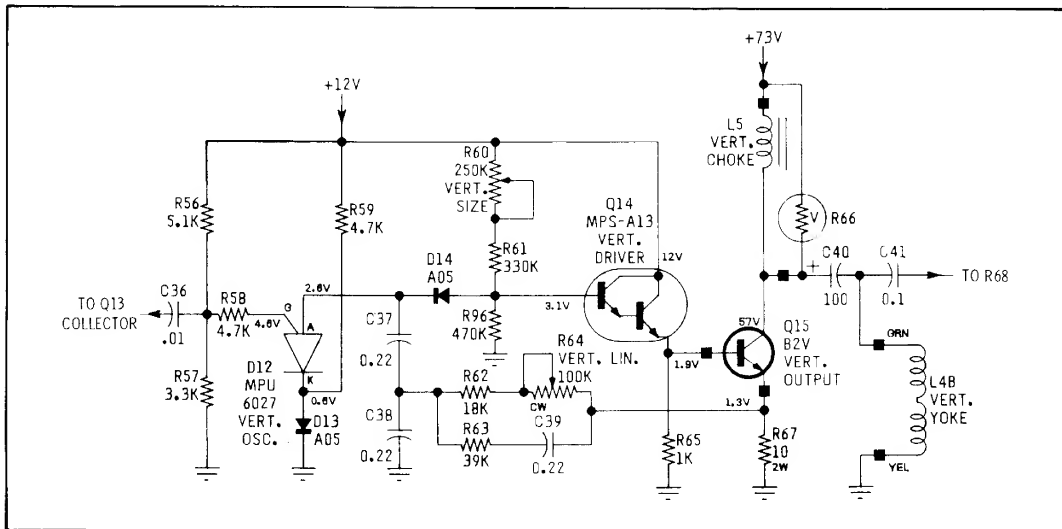 +73V
+12V
L5
VERT.
CHOKE
R60
250K
VERT.
SIZE
R56
5.1K
R59
4.7K
Q14
MPS-A13
VERT.
DRIVER
V
R66
R61
330K
12V
C40
100
+
C41
0.1
TO R68
D14
A05
TO Q13
COLLECTOR
C36
.01
R58
4.7K
4.6V
G
2.6V
A
K
3.1V
R96
470K
57V
Q15
B2V
VERT.
OUTPUT
GRN
C37
0.22
R64
VERT. LIN.
100K
CW
1.9V
R57
3.3K
D12
MPU
6027
VERT.
OSC.
0.6V
D13
A05
C38
0.22
R62
18K
R63
39K
C39
0.22
1.3V
R65
1K
R67
10
2W
L4B
VERT.
YOKE
YEL